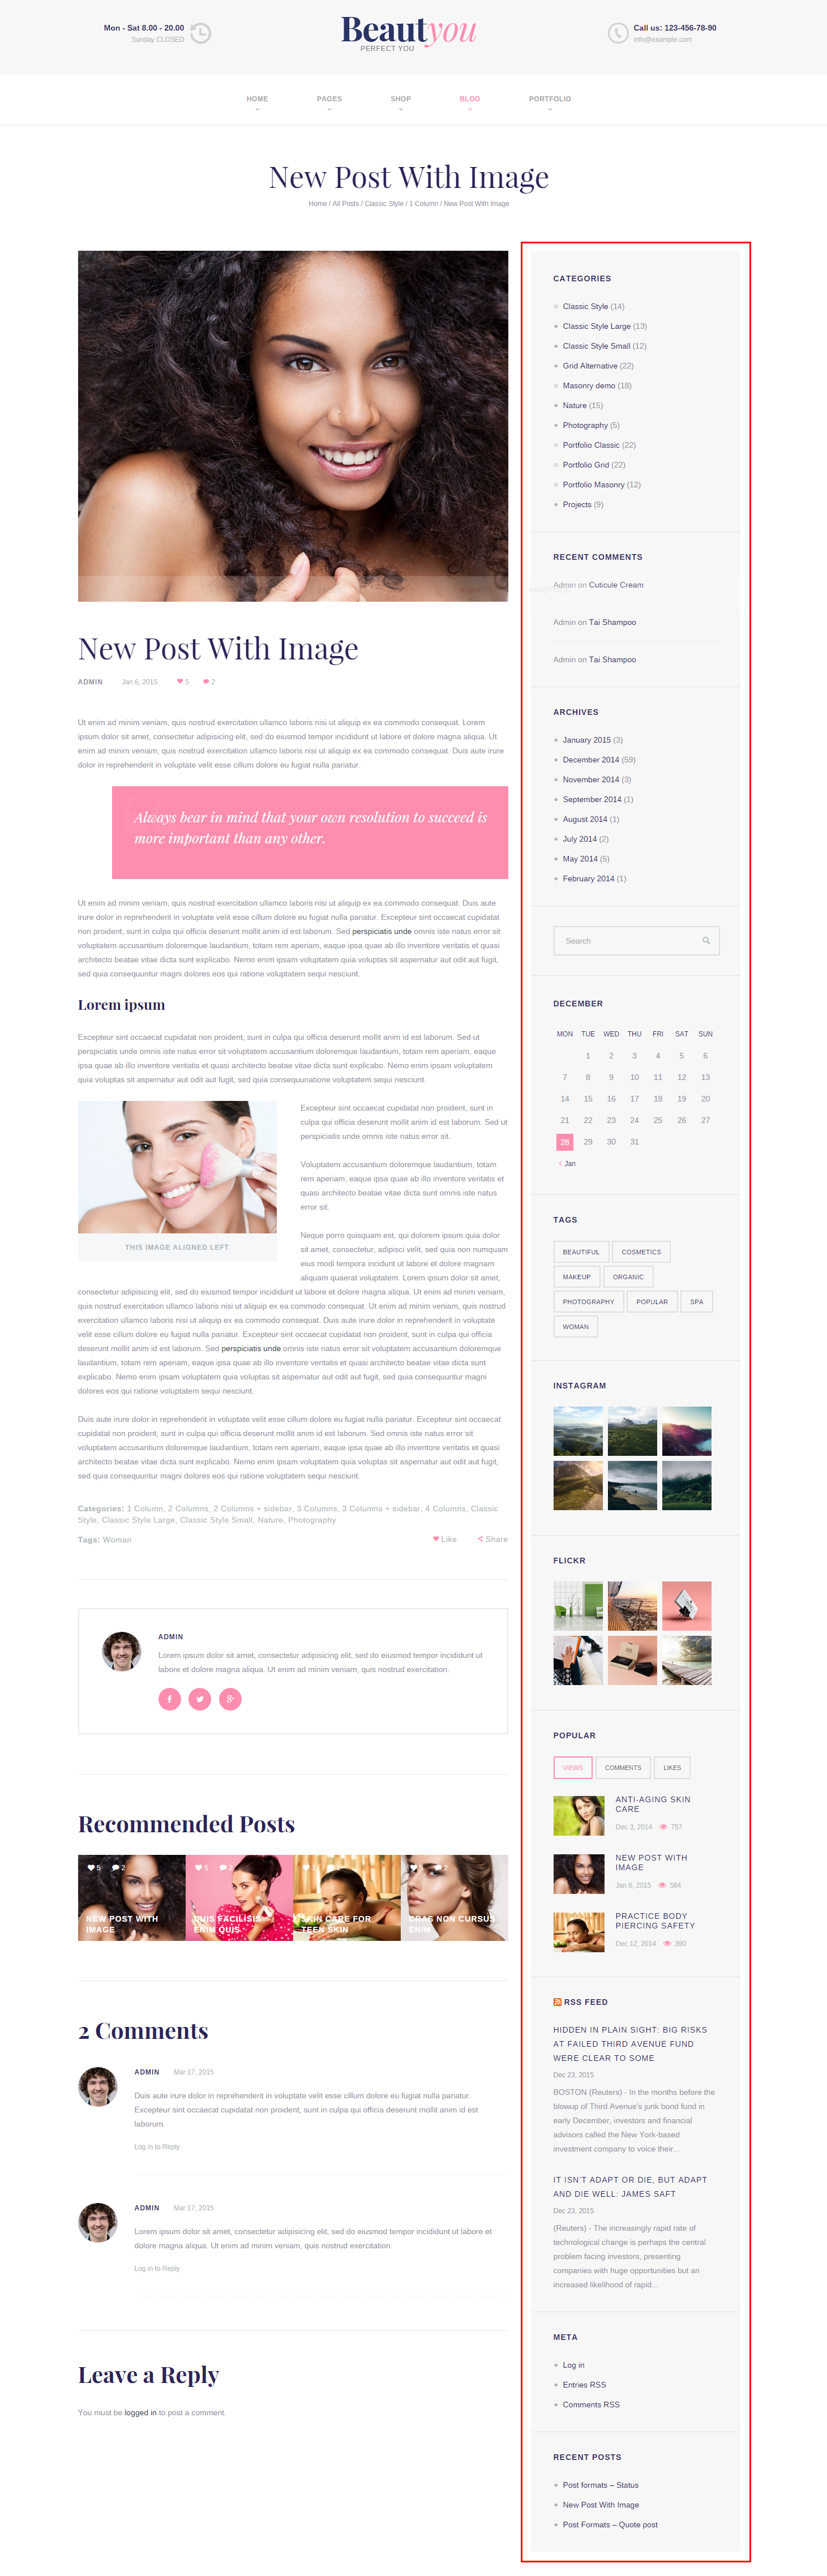 Mon - Sat 8.00 - 20.00
Sunday CLOSED
Beautyou
PERFECT YOU
Call us: 123-456-78-90
info@example.com
HOME
PAGES
SHOP
BLOG
PORTFOLIO
New Post With Image
Home / All Posts / Classic Style / 1 Column / New Post With Image
New Post With Image
ADMIN Jan 6, 2015 5 2
Ut enim ad minim veniam, quis nostrud exercitation ullamco laboris nisi ut aliquip ex ea commodo consequat. Lorem
ipsum dolor sit amet, consectetur adipisicing elit, sed do eiusmod tempor incididunt ut labore et dolore magna aliqua. Ut
enim ad minim veniam, quis nostrud exercitation ullamco laboris nisi ut aliquip ex ea commodo consequat. Duis aute irure
dolor in reprehenderit in voluptate velit esse cillum dolore eu fugiat nulla pariatur.
Always bear in mind that your own resolution to succeed is
more important than any other.
Ut enim ad minim veniam, quis nostrud exercitation ullamco laboris nisi ut aliquip ex ea commodo consequat. Duis aute
irure dolor in reprehenderit in voluptate velit esse cillum dolore eu fugiat nulla pariatur. Excepteur sint occaecat cupidatat
non proident, sunt in culpa qui officia deserunt mollit anim id est laborum. Sed perspiciatis unde omnis iste natus error sit
voluptatem accusantium doloremque laudantium, totam rem aperiam, eaque ipsa quae ab illo inventore veritatis et quasi
architecto beatae vitae dicta sunt explicabo. Nemo enim ipsam voluptatem quia voluptas sit aspernatur aut odit aut fugit,
sed quia consequuntur magni dolores eos qui ratione voluptatem sequi nesciunt.
Lorem ipsum
Excepteur sint occaecat cupidatat non proident, sunt in culpa qui officia deserunt mollit anim id est laborum. Sed ut
perspiciatis unde omnis iste natus error sit voluptatem accusantium doloremque laudantium, totam rem aperiam, eaque
ipsa quae ab illo inventore veritatis et quasi architecto beatae vitae dicta sunt explicabo. Nemo enim ipsam voluptatem
quia voluptas sit aspernatur aut odit aut fugit, sed quia consequunatione voluptatem sequi nesciunt.
Excepteur sint occaecat cupidatat non proident, sunt in
culpa qui officia deserunt mollit anim id est laborum. Sed ut
perspiciatis unde omnis iste natus error sit.
Voluptatem accusantium doloremque laudantium, totam
rem aperiam, eaque ipsa quae ab illo inventore veritatis et
quasi architecto beatae vitae dicta sunt omnis iste natus
error sit.
Neque porro quisquam est, qui dolorem ipsum quia dolor
sit amet, consectetur, adipisci velit, sed quia non numquam
eius modi tempora incidunt ut labore et dolore magnam
aliquam quaerat voluptatem. Lorem ipsum dolor sit amet,
THIS IMAGE ALIGNED LEFT
consectetur adipisicing elit, sed do eiusmod tempor incididunt ut labore et dolore magna aliqua. Ut enim ad minim veniam,
quis nostrud exercitation ullamco laboris nisi ut aliquip ex ea commodo consequat. Ut enim ad minim veniam, quis nostrud
exercitation ullamco laboris nisi ut aliquip ex ea commodo consequat. Duis aute irure dolor in reprehenderit in voluptate
velit esse cillum dolore eu fugiat nulla pariatur. Excepteur sint occaecat cupidatat non proident, sunt in culpa qui officia
deserunt mollit anim id est laborum. Sed perspiciatis unde omnis iste natus error sit voluptatem accusantium doloremque
laudantium, totam rem aperiam, eaque ipsa quae ab illo inventore veritatis et quasi architecto beatae vitae dicta sunt
explicabo. Nemo enim ipsam voluptatem quia voluptas sit aspernatur aut odit aut fugit, sed quia consequuntur magni
dolores eos qui ratione voluptatem sequi nesciunt.
Duis aute irure dolor in reprehenderit in voluptate velit esse cillum dolore eu fugiat nulla pariatur. Excepteur sint occaecat
cupidatat non proident, sunt in culpa qui officia deserunt mollit anim id est laborum. Sed omnis iste natus error sit
voluptatem accusantium doloremque laudantium, totam rem aperiam, eaque ipsa quae ab illo inventore veritatis et quasi
architecto beatae vitae dicta sunt explicabo. Nemo enim ipsam voluptatem quia voluptas sit aspernatur aut odit aut fugit,
sed quia consequuntur magni dolores eos qui ratione voluptatem sequi nesciunt.
Categories: 1 Column, 2 Columns, 2 Columns + sidebar, 3 Columns, 3 Columns + sidebar, 4 Columns, Classic
Style, Classic Style Large, Classic Style Small, Nature, Photography
Tags: Woman
Like Share
ADMIN
Lorem ipsum dolor sit amet, consectetur adipisicing elit, sed do eiusmod tempor incididunt ut
labore et dolore magna aliqua. Ut enim ad minim veniam, quis nostrud exercitation.
Recommended Posts
5 2
NEW POST WITH
IMAGE
5
DUIS FACILISIS
ENIM QUIS
SKIN CARE FOR
TEEN SKIN
2
CRAS NON CURSUS
ENIM
2 Comments
ADMIN Mar 17, 2015
Duis aute irure dolor in reprehenderit in voluptate velit esse cillum dolore eu fugiat nulla pariatur.
Excepteur sint occaecat cupidatat non proident, sunt in culpa qui officia deserunt mollit anim id est
laborum.
Log in to Reply
ADMIN Mar 17, 2015
Lorem ipsum dolor sit amet, consectetur adipisicing elit, sed do eiusmod tempor incididunt ut labore et
dolore magna aliqua. Ut enim ad minim veniam, quis nostrud exercitation.
Log in to Reply
Leave a Reply
You must be logged in to post a comment.
CATEGORIES
Classic Style (14)
Classic Style Large (13)
Classic Style Small (12)
Grid Alternative (22)
Masonry demo (18)
Nature (15)
Photography (5)
Portfolio Classic (22)
Portfolio Grid (22)
Portfolio Masonry (12)
Projects (9)
RECENT COMMENTS
Admin on Cuticule Cream
Admin on Tai Shampoo
Admin on Tai Shampoo
ARCHIVES
January 2015 (3)
December 2014 (59)
November 2014 (3)
September 2014 (1)
August 2014 (1)
July 2014 (2)
May 2014 (5)
February 2014 (1)
Search
DECEMBER
MON TUE WED THU FRI SAT SUN
1 2 3 4 5 6
7 8 9 10 11 12 13
14 15 16 17 18 19 20
21 22 23 24 25 26 27
28 29 30 31
‹ Jan
TAGS
BEAUTIFUL COSMETICS
MAKEUP ORGANIC
PHOTOGRAPHY POPULAR SPA
WOMAN
INSTAGRAM
FLICKR
POPULAR
VIEWS COMMENTS LIKES
ANTI-AGING SKIN
CARE
Dec 3, 2014 757
NEW POST WITH
IMAGE
Jan 6, 2015 584
PRACTICE BODY
PIERCING SAFETY
Dec 12, 2014 390
RSS FEED
HIDDEN IN PLAIN SIGHT: BIG RISKS
AT FAILED THIRD AVENUE FUND
WERE CLEAR TO SOME
Dec 23, 2015
BOSTON (Reuters) - In the months before the
blowup of Third Avenue's junk bond fund in
early December, investors and financial
advisors called the New York-based
investment company to voice their...
IT ISN'T ADAPT OR DIE, BUT ADAPT
AND DIE WELL: JAMES SAFT
Dec 23, 2015
(Reuters) - The increasingly rapid rate of
technological change is perhaps the central
problem facing investors, presenting
companies with huge opportunities but an
increased likelihood of rapid...
META
Log in
Entries RSS
Comments RSS
RECENT POSTS
Post formats – Status
New Post With Image
Post Formats – Quote post